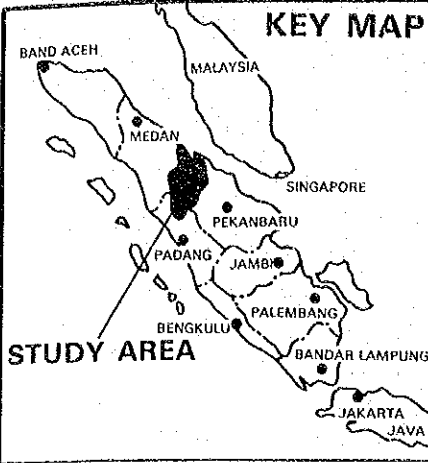 KEY MAP
BAND ACEH
MALAYSIA
MEDAN
SINGAPORE
PEKANBARU
PADANG
JAMBI
PALEMBANG
BENGKULU
STUDY AREA
BANDAR LAMPUNG
JAKARTA
JAVA